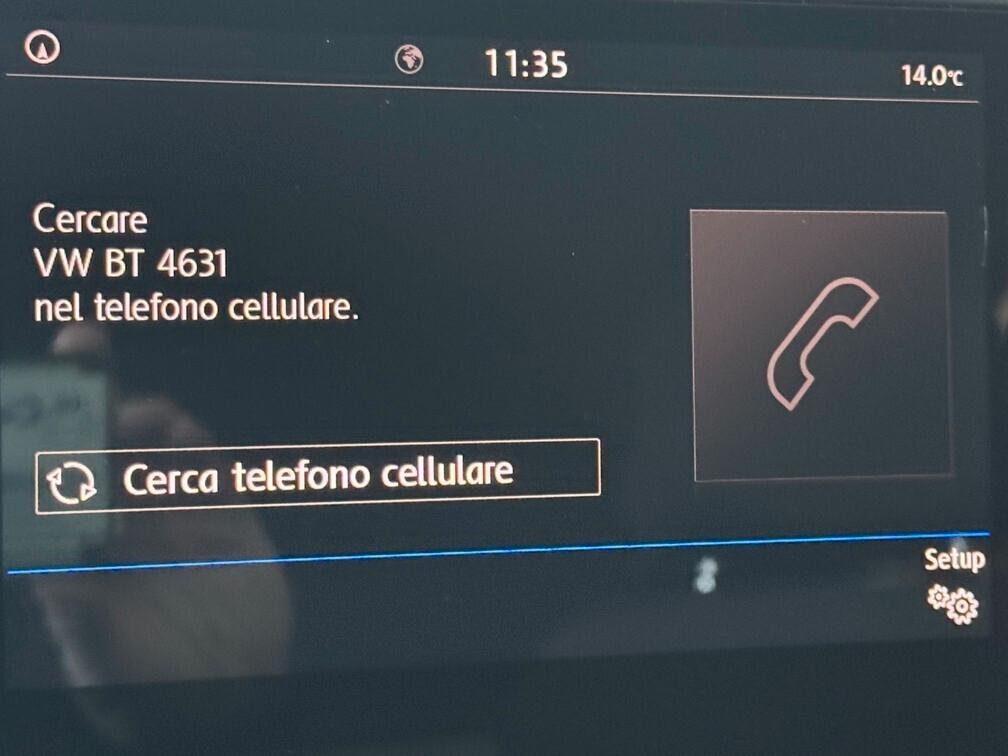 11:35
14.0°C
Cercare
VW BT 4631
nel telefono cellulare.
Cerca telefono cellulare
Setup